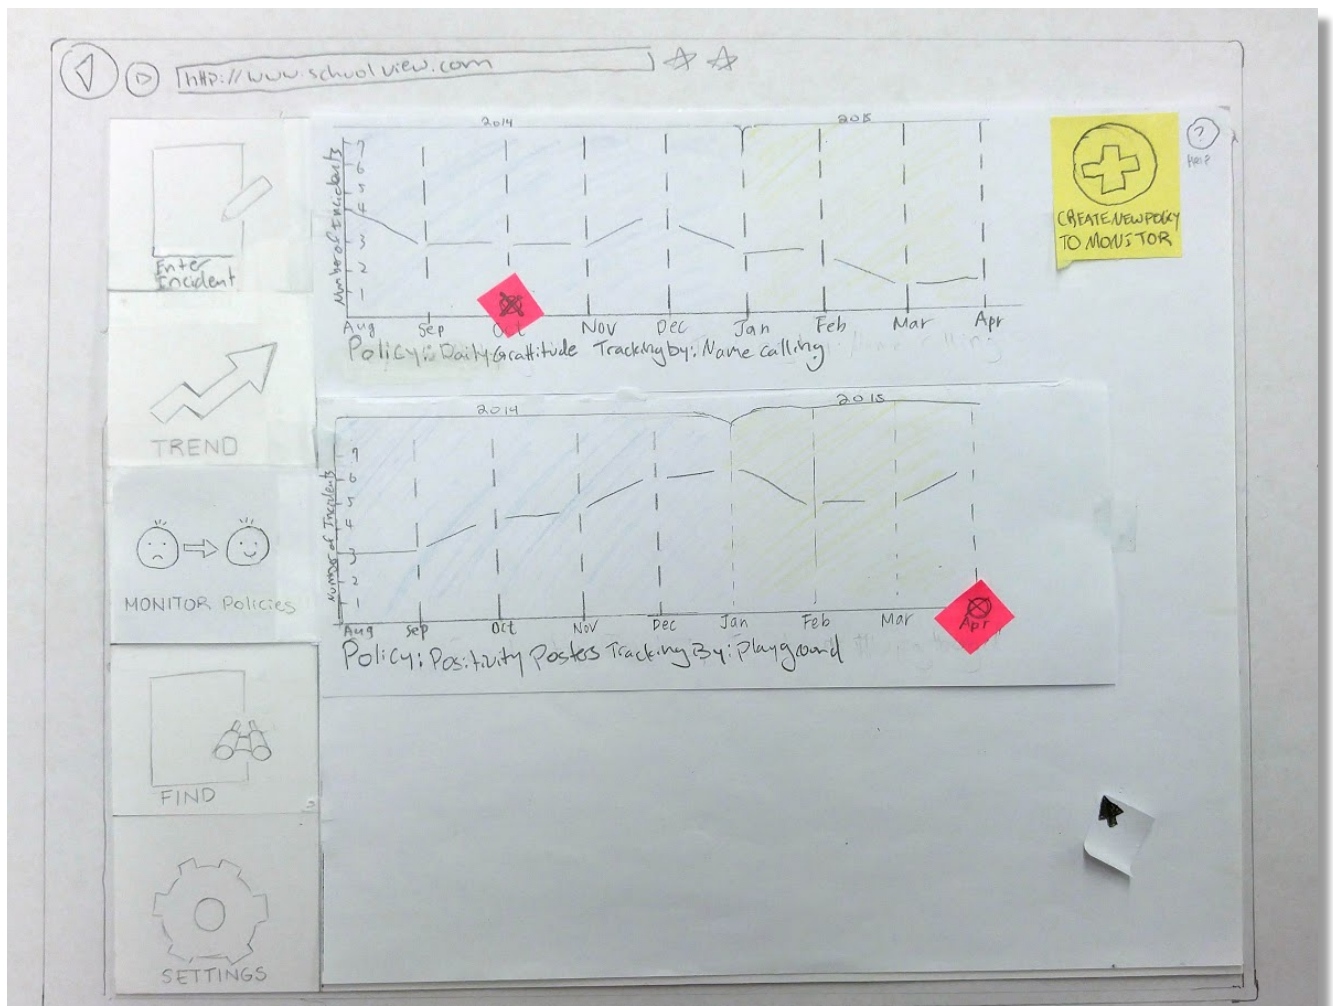 http://www.schoolview.com
Enter
Incident
TREND
MONITOR Policies
FIND
SETTINGS
2014
2015
Number of Incidents
7
6
5
4
3
2
1
Aug Sep Oct Nov Dec Jan Feb Mar Apr
Policy: Daily Grattitude Tracking by: Name calling
2014
2015
Number of Incidents
7
6
5
4
3
2
1
Aug Sep Oct Nov Dec Jan Feb Mar Apr
Policy: Positivity Posters Tracking By: Playground
CREATE NEW POLICY
TO MONITOR
?
Help